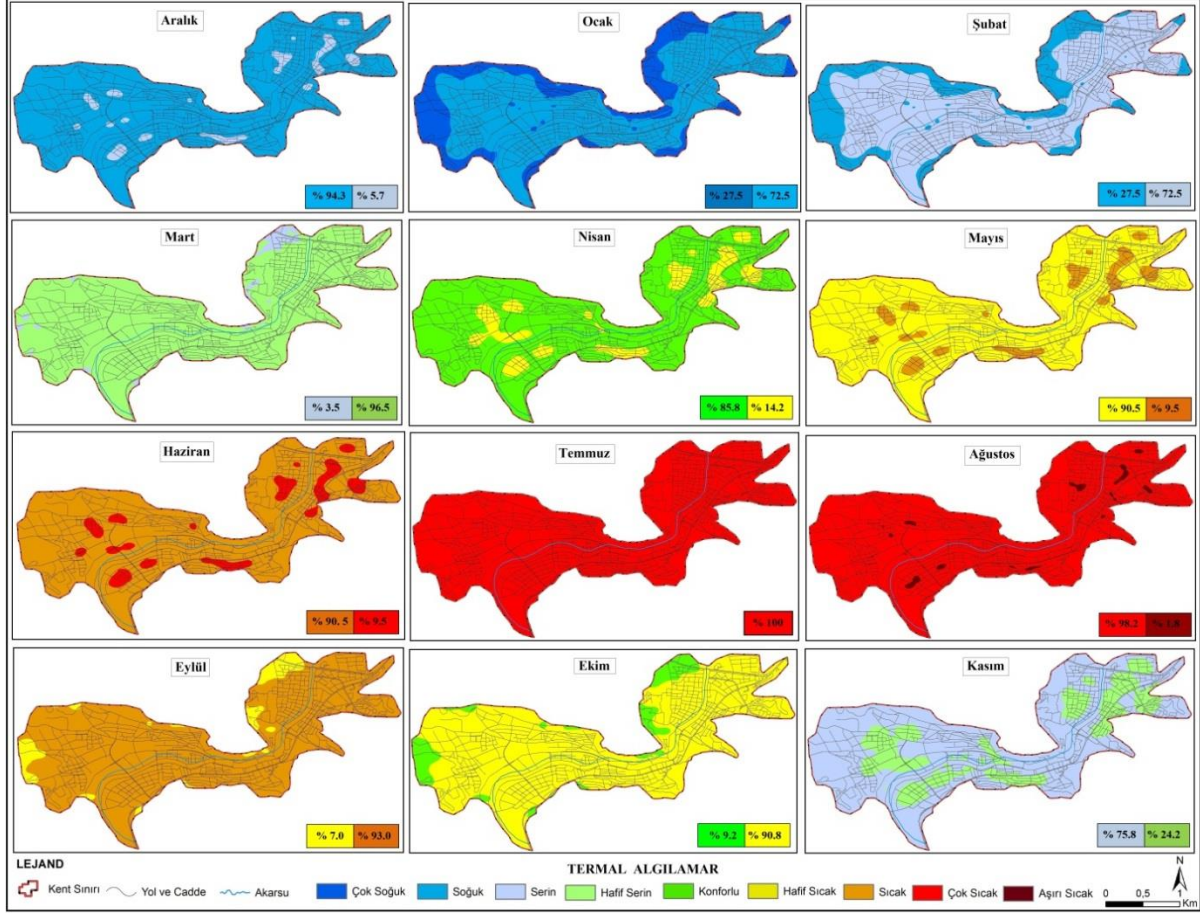 Aralık
% 94.3 % 5.7
Ocak
% 27.5 % 72.5
Şubat
% 27.5 % 72.5
Mart
% 3.5 % 96.5
Nisan
% 85.8 % 14.2
Mayıs
% 90.5 % 9.5
Haziran
% 90. 5 % 9.5
Temmuz
% 100
Ağustos
% 98.2 % 1.8
Eylül
% 7.0 % 93.0
Ekim
% 9.2 % 90.8
Kasım
% 75.8 % 24.2
LEJAND
TERMAL ALGILAMAR
Kent Sınırı Yol ve Cadde Akarsu Çok Soğuk Soğuk Serin Hafif Serin Konforlu Hafif Sıcak Sıcak Çok Sıcak Aşırı Sıcak
N
0 0,5 1
Km